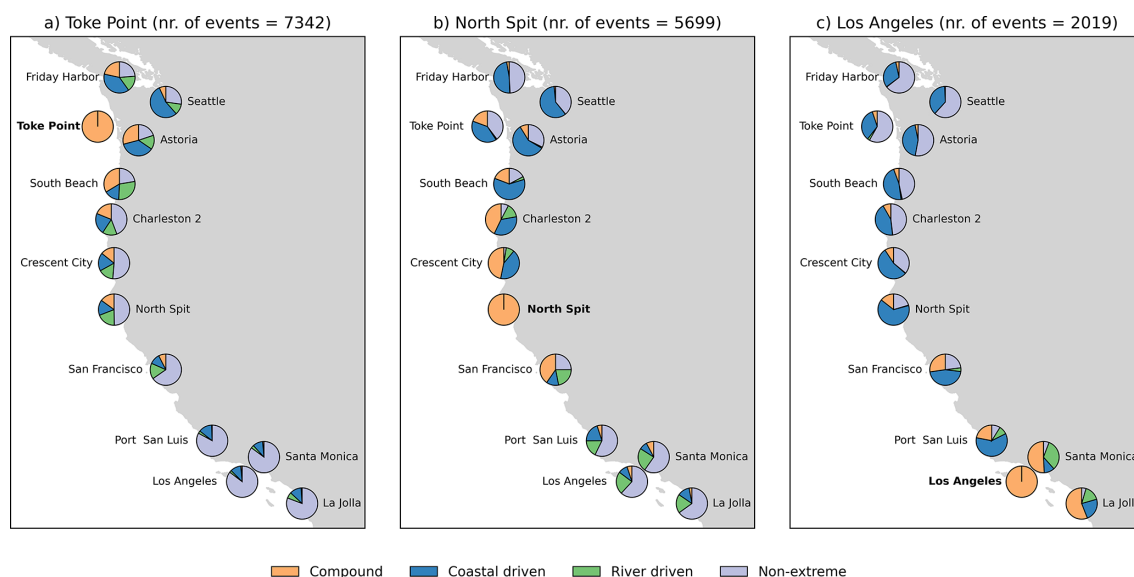 a) Toke Point (nr. of events = 7342)
Friday Harbor
Seattle
Toke Point
Astoria
South Beach
Charleston 2
Crescent City
North Spit
San Francisco
Port San Luis
Santa Monica
Los Angeles
La Jolla
b) North Spit (nr. of events = 5699)
Friday Harbor
Seattle
Toke Point
Astoria
South Beach
Charleston 2
Crescent City
North Spit
San Francisco
Port San Luis
Santa Monica
Los Angeles
La Jolla
c) Los Angeles (nr. of events = 2019)
Friday Harbor
Seattle
Toke Point
Astoria
South Beach
Charleston 2
Crescent City
North Spit
San Francisco
Port San Luis
Santa Monica
Los Angeles
La Jolla
Compound
Coastal driven
River driven
Non-extreme